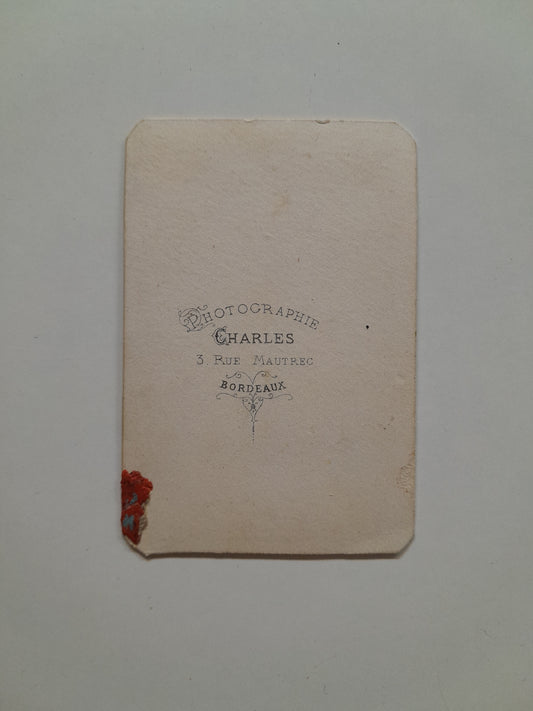 PHOTOGRAPHIE
CHARLES
3. RUE MAUTREC
BORDEAUX